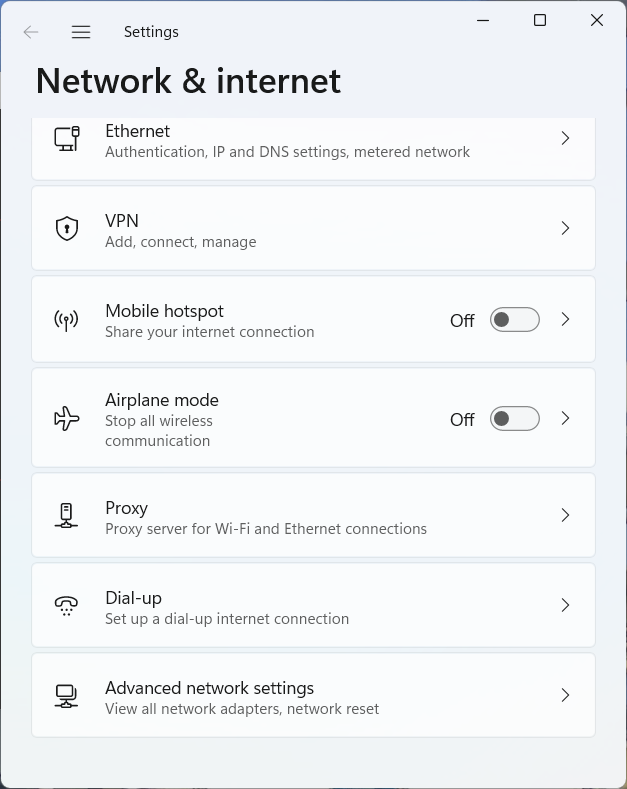 Settings
Network & internet
Ethernet
Authentication, IP and DNS settings, metered network
VPN
Add, connect, manage
Mobile hotspot
Share your internet connection
Off
Airplane mode
Stop all wireless
communication
Off
Proxy
Proxy server for Wi-Fi and Ethernet connections
Dial-up
Set up a dial-up internet connection
Advanced network settings
View all network adapters, network reset